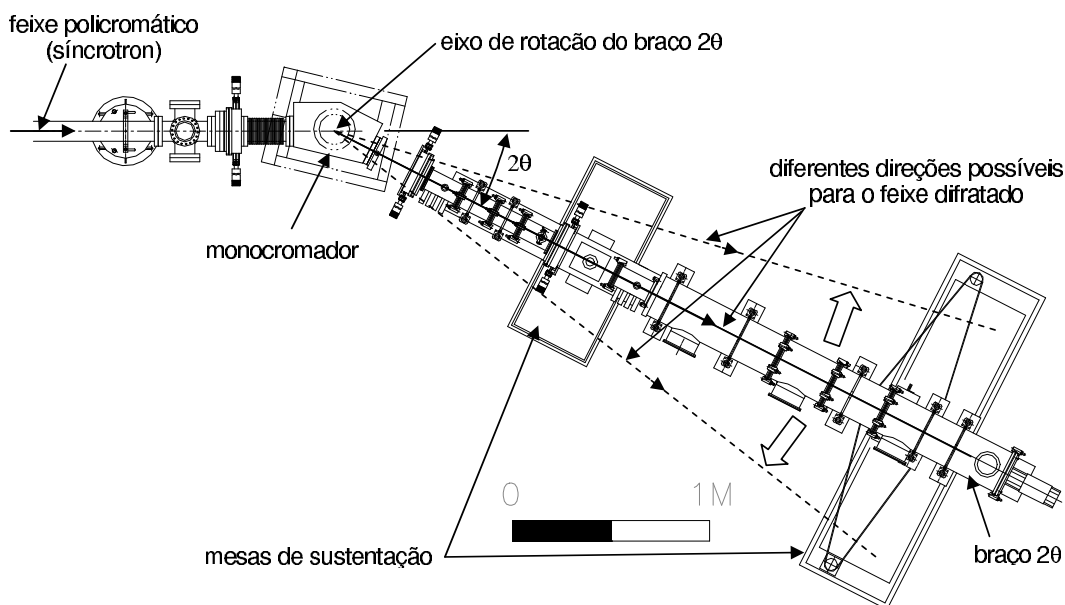 feixe policromático
(síncrotron)
eixo de rotação do braço 2θ
2θ
diferentes direções possíveis
para o feixe difratado
monocromador
0
1M
mesas de sustentação
braço 2θ